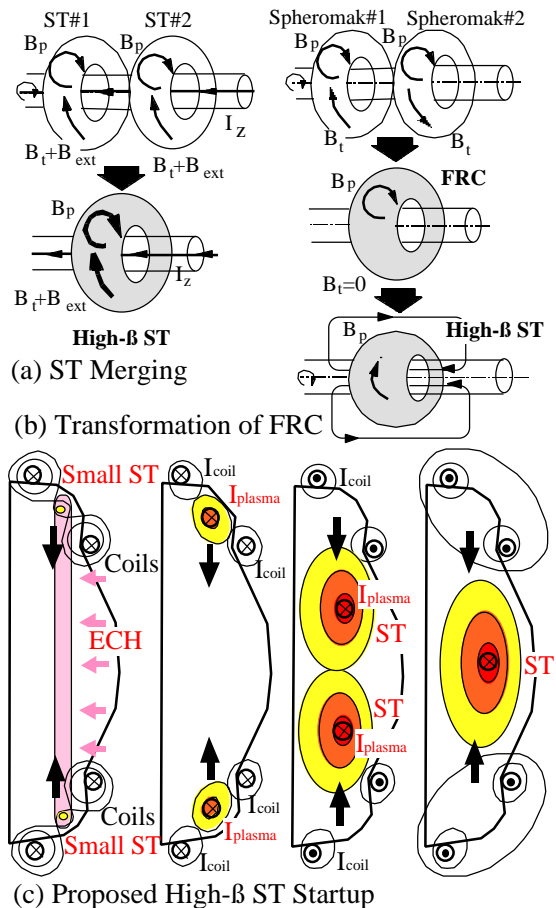 ST#1
ST#2
Bp
Bp
Iz
Bt+Bext
Bt+Bext
Bp
Iz
Bt+Bext
High-ß ST
(a) ST Merging
Spheromak#1
Spheromak#2
Bp
Bp
Bt
Bt
FRC
Bp
Bt=0
High-ß ST
Bp
(b) Transformation of FRC
Small ST
Coils
ECH
Coils
Small ST
Icoil
Iplasma
Icoil
Icoil
Iplasma
Icoil
Icoil
Iplasma
ST
ST
Iplasma
Icoil
ST
(c) Proposed High-ß ST Startup